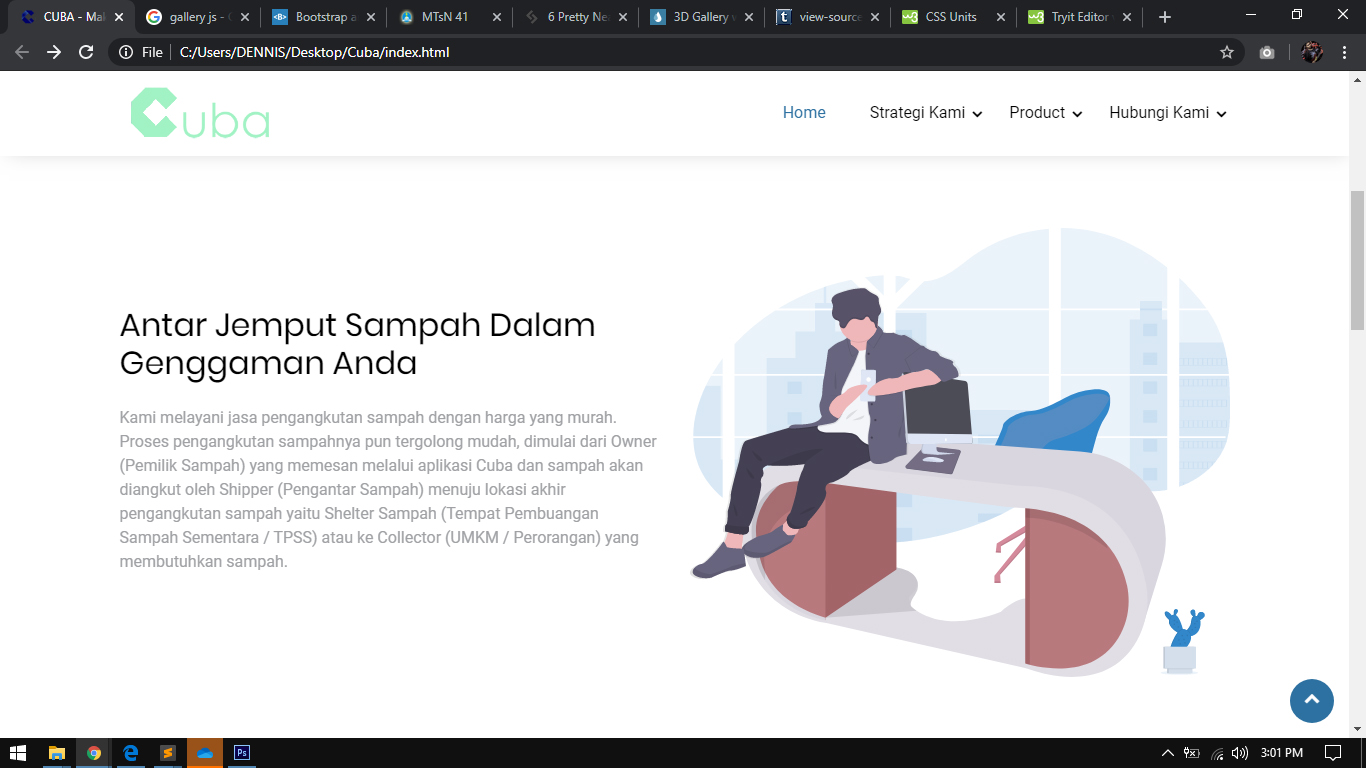 CUBA - Mak
gallery js - G
Bootstrap a
MTsN 41
6 Pretty Nea
3D Gallery w
view-source
CSS Units
Tryit Editor
File
C:/Users/DENNIS/Desktop/Cuba/index.html
Cuba
Home
Strategi Kami
Product
Hubungi Kami
Antar Jemput Sampah Dalam
Genggaman Anda
Kami melayani jasa pengangkutan sampah dengan harga yang murah.
Proses pengangkutan sampahnya pun tergolong mudah, dimulai dari Owner
(Pemilik Sampah) yang memesan melalui aplikasi Cuba dan sampah akan
diangkut oleh Shipper (Pengantar Sampah) menuju lokasi akhir
pengangkutan sampah yaitu Shelter Sampah (Tempat Pembuangan
Sampah Sementara / TPSS) atau ke Collector (UMKM / Perorangan) yang
membutuhkan sampah.
Ps
3:01 PM